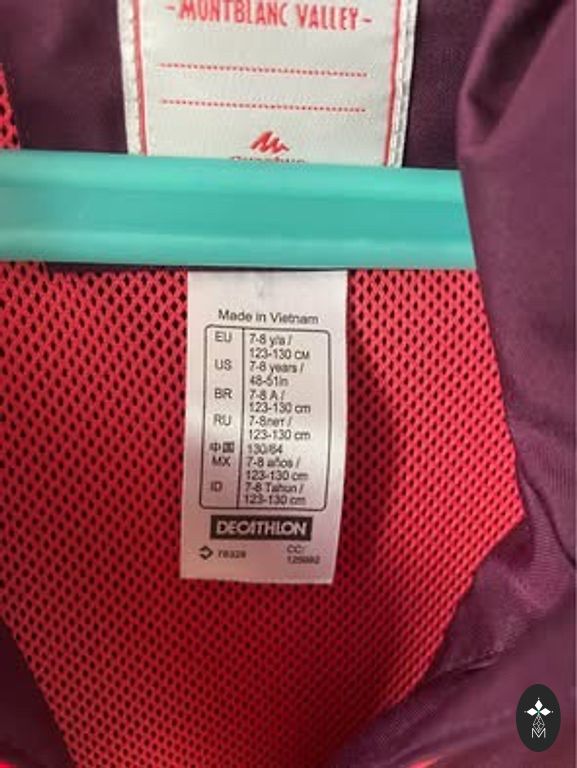 -MONTBLANC VALLEY-
Made in Vietnam
EU 7-8 y/a /
123-130 CM
US 7-8 years /
48-51in
BR 7-8 A /
123-130 cm
RU 7-8лет /
123-130 cm
中国 130/64
MX 7-8 años /
123-130 cm
ID 7-8 Tahun /
123-130 cm
DECATHLON
CC: